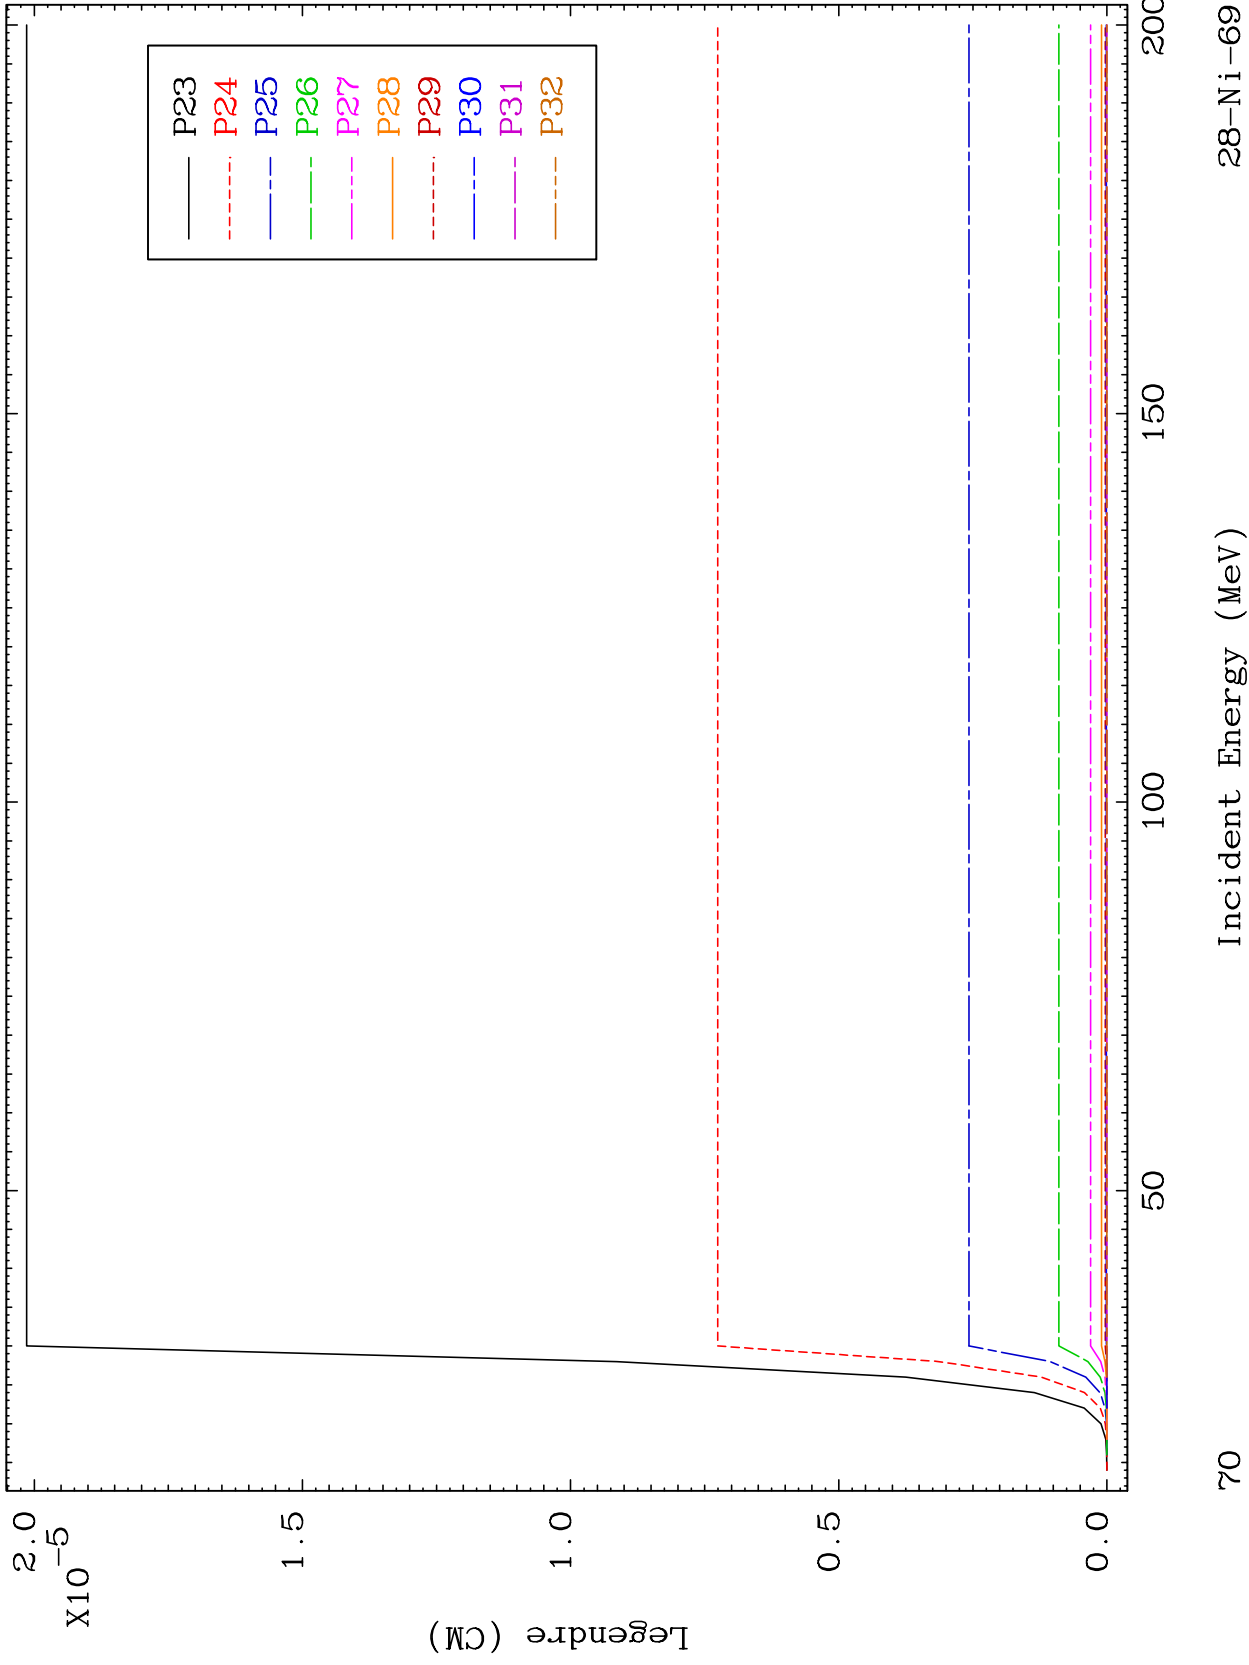 2.0
1.5
1.0
0.5
0.0
X10
-5
Legendre (CM)
P23
P24
P25
P26
P27
P28
P29
P30
P31
P32
50
100
150
200
Incident Energy (MeV)
70
28-Ni-69